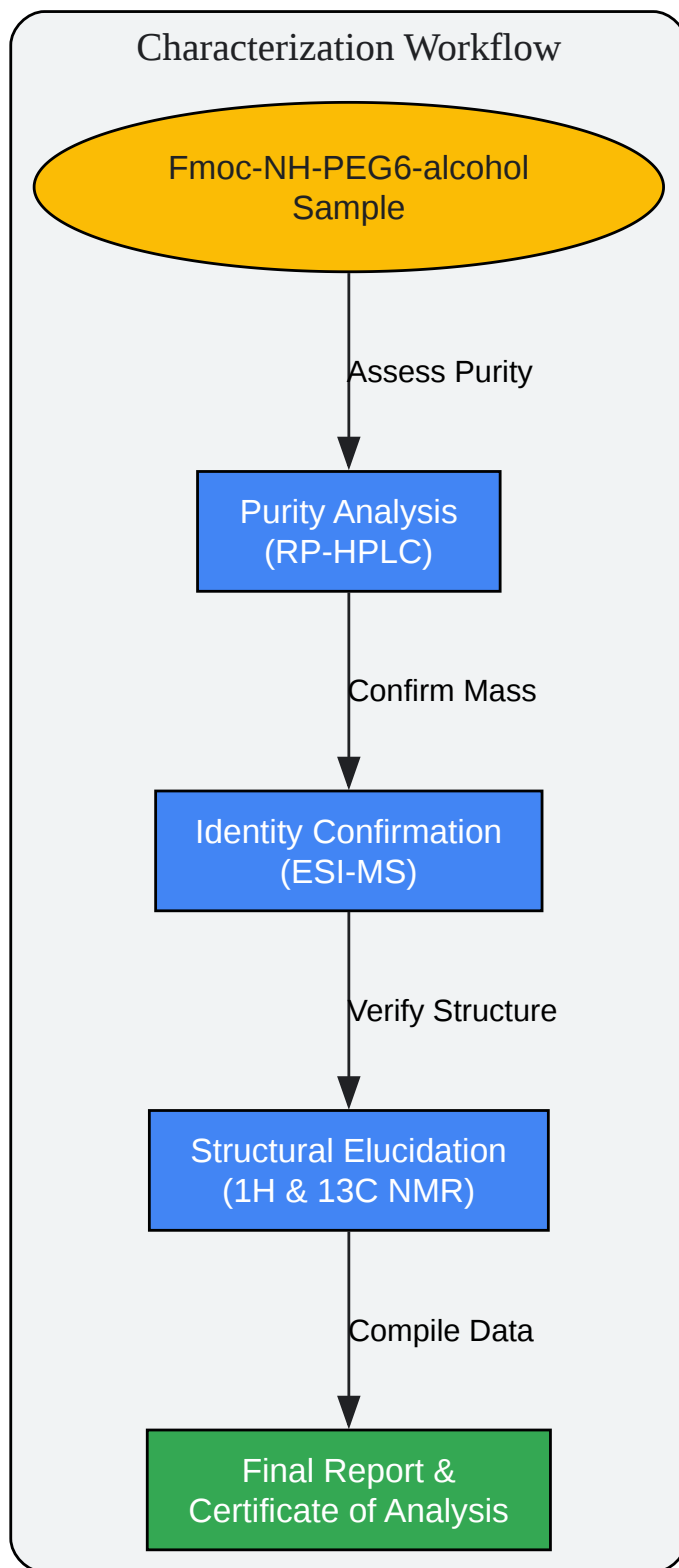 Characterization Workflow
Fmoc-NH-PEG6-alcohol
Sample
Assess Purity
Purity Analysis
(RP-HPLC)
Confirm Mass
Identity Confirmation
(ESI-MS)
Verify Structure
Structural Elucidation
(1H & 13C NMR)
Compile Data
Final Report &
Certificate of Analysis